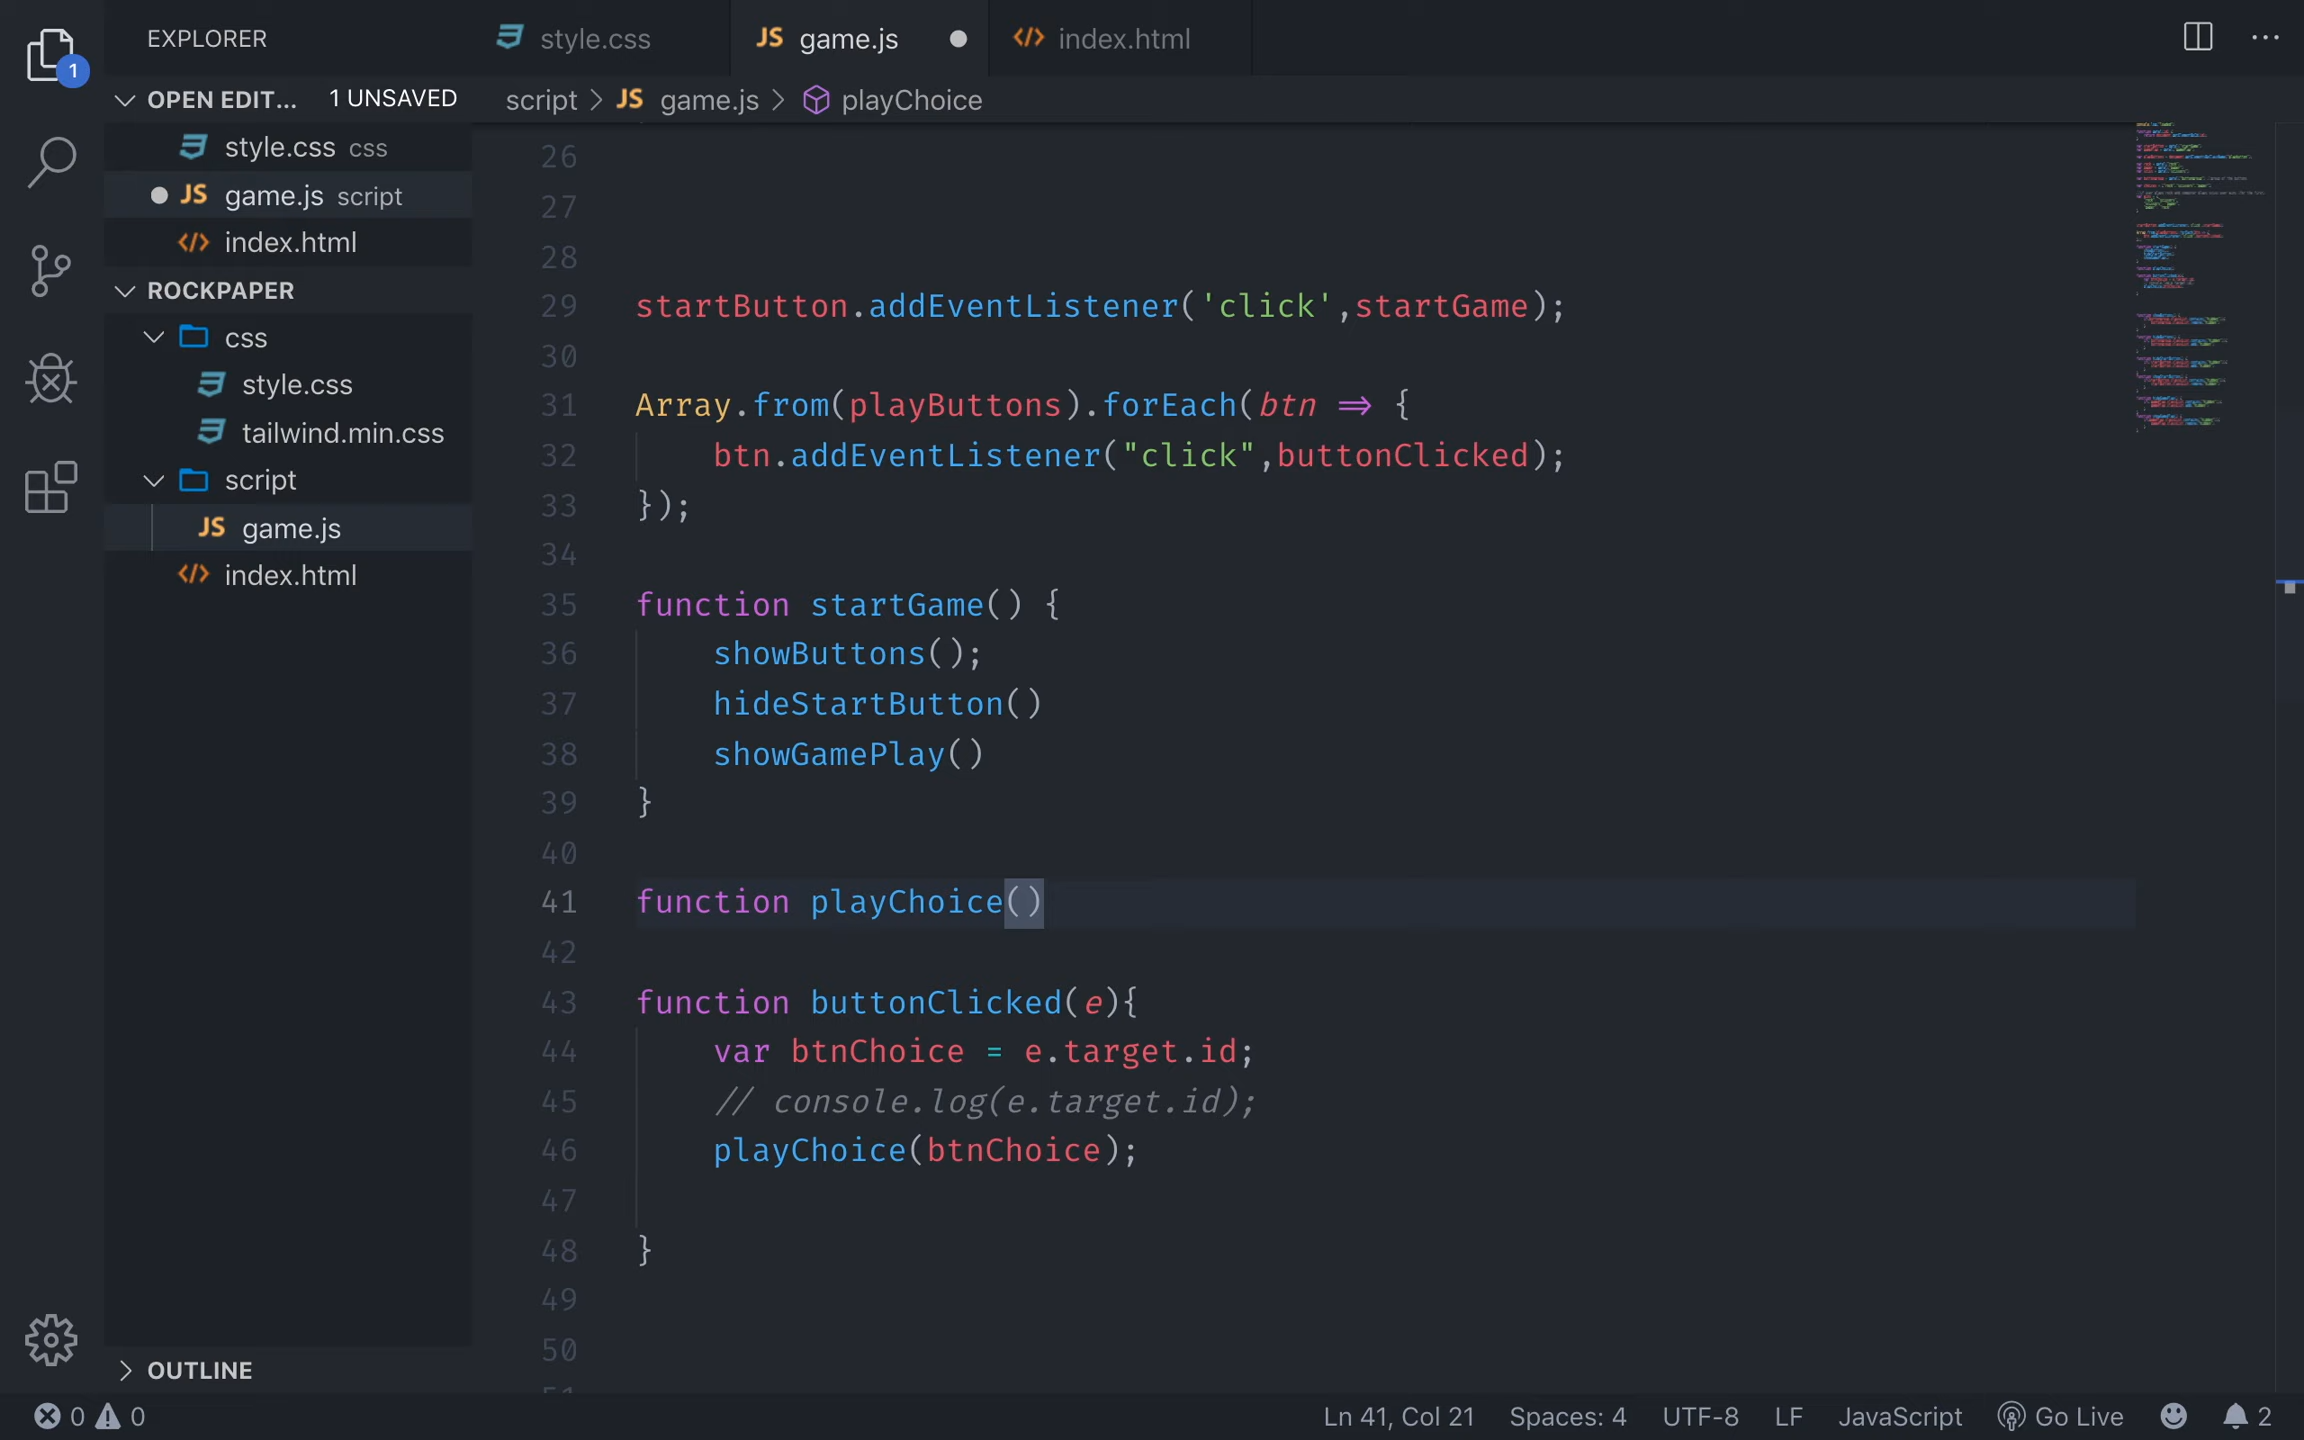 EXPLORER
style.css
JS game.js
</> index.html
1
OPEN EDIT... 1 UNSAVED
script > JS game.js > playChoice
style.css css
JS game.js script
</> index.html
ROCKPAPER
css
style.css
tailwind.min.css
script
JS game.js
</> index.html
OUTLINE
26
27
28
29 startButton.addEventListener('click',startGame);
30
31 Array.from(playButtons).forEach(btn => {
32 btn.addEventListener("click",buttonClicked);
33 });
34
35 function startGame() {
36 showButtons();
37 hideStartButton()
38 showGamePlay()
39 }
40
41 function playChoice()
42
43 function buttonClicked(e){
44 var btnChoice = e.target.id;
45 // console.log(e.target.id);
46 playChoice(btnChoice);
47
48 }
49
50
51
0 0
Ln 41, Col 21 Spaces: 4 UTF-8 LF JavaScript Go Live 2